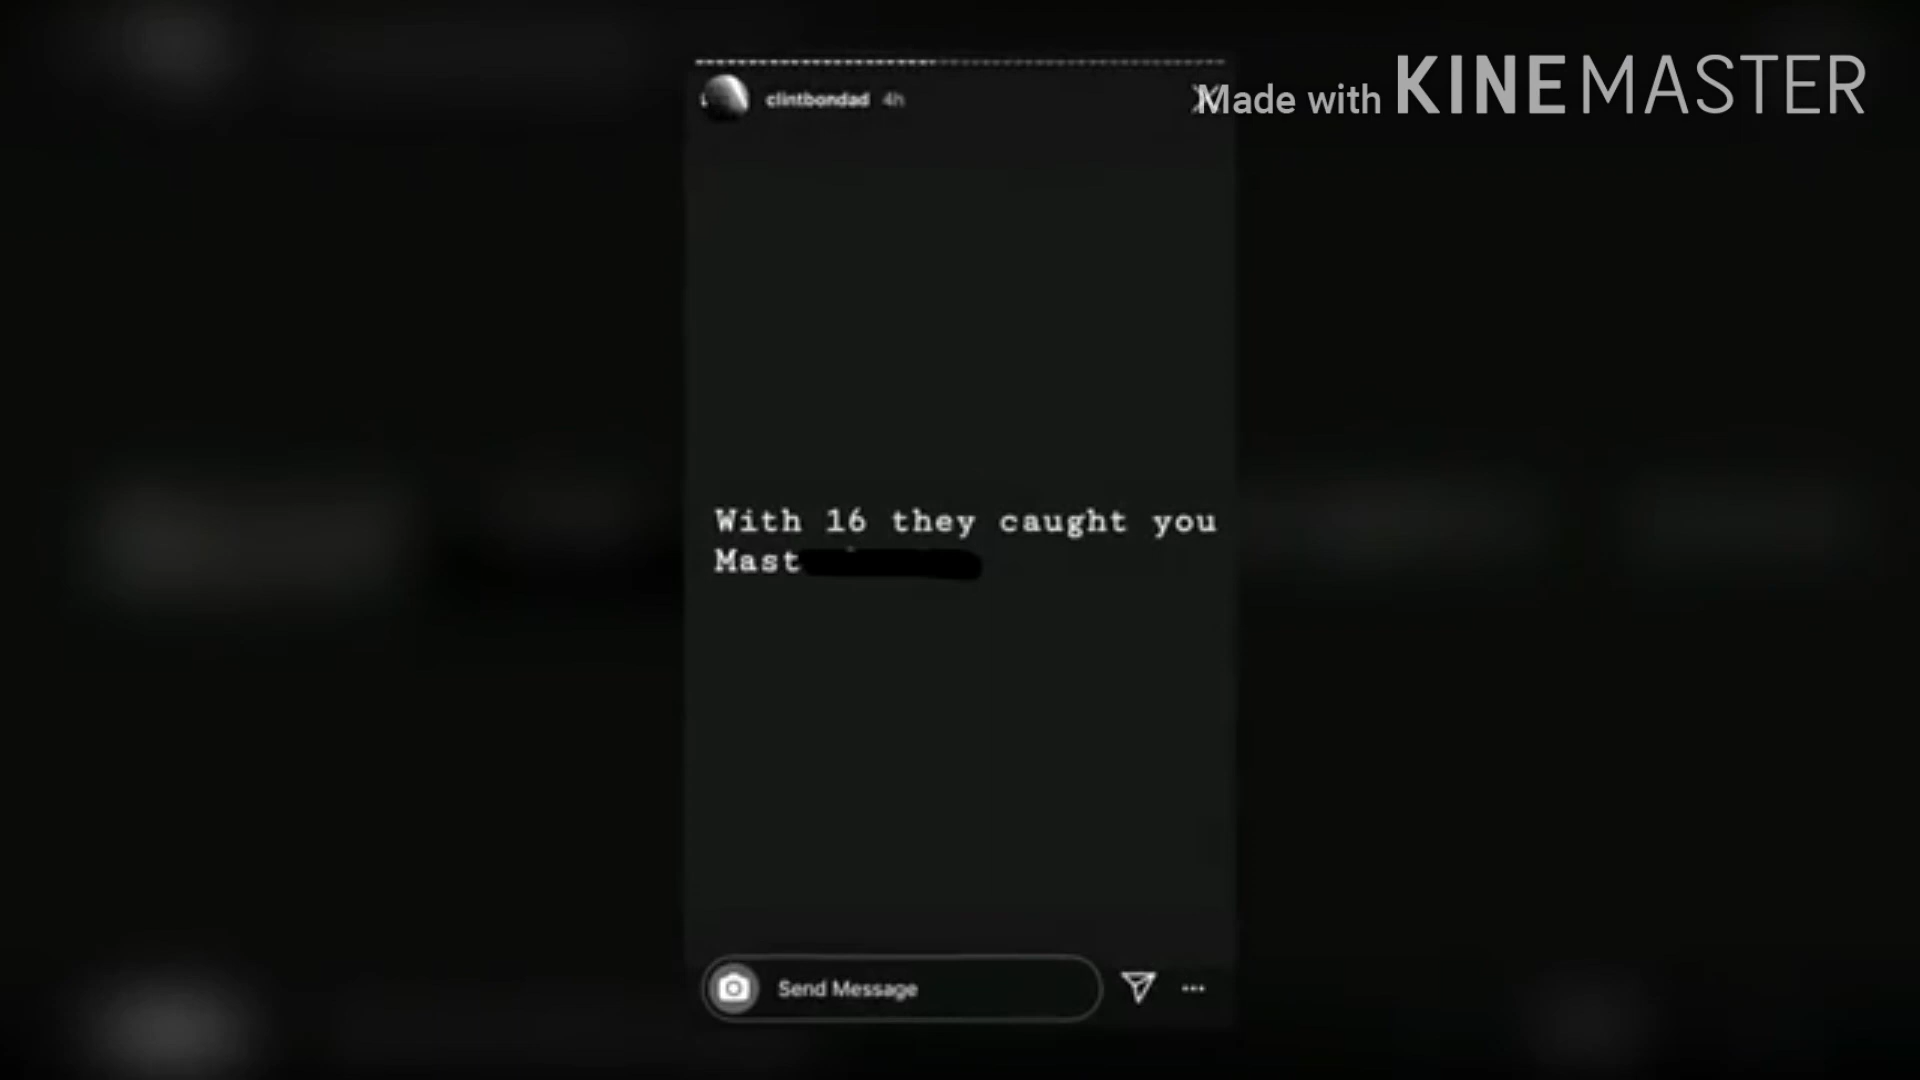 Made with KINEMASTER
clintbondad 4h
With 16 they caught you
Mast
Send Message